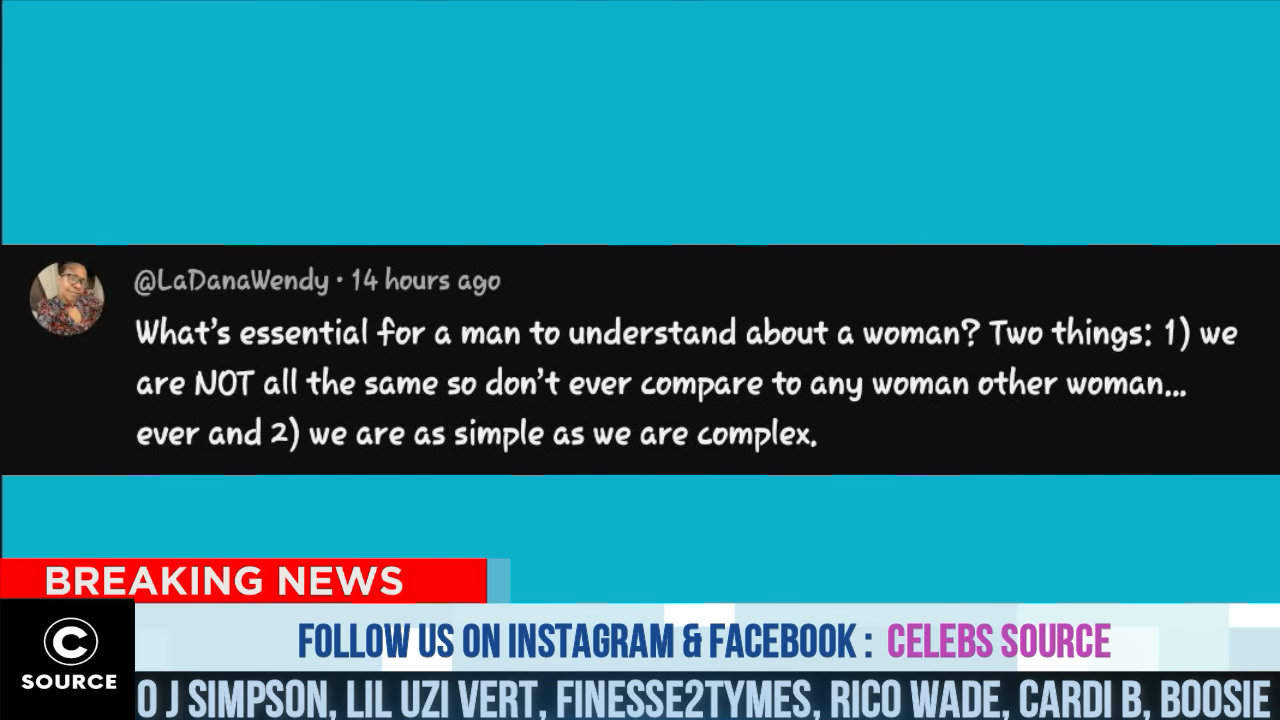 @LaDanaWendy · 14 hours ago
What's essential for a man to understand about a woman? Two things: 1) we
are NOT all the same so don't ever compare to any woman other woman...
ever and 2) we are as simple as we are complex.
BREAKING NEWS
C
SOURCE
FOLLOW US ON INSTAGRAM & FACEBOOK : CELEBS SOURCE
O J SIMPSON, LIL UZI VERT, FINESSE2TYMES, RICO WADE, CARDI B, BOOSIE